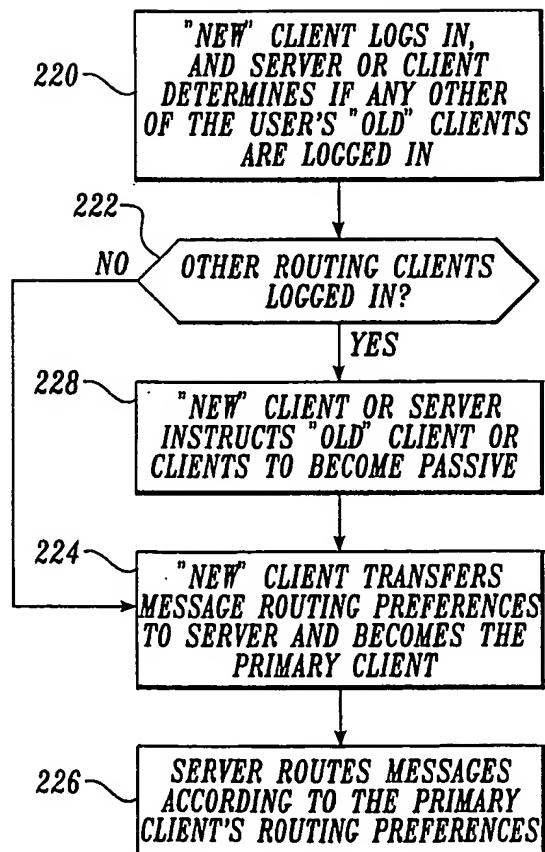 220
"NEW" CLIENT LOGS IN,
AND SERVER OR CLIENT
DETERMINES IF ANY OTHER
OF THE USER'S "OLD" CLIENTS
ARE LOGGED IN
222
NO
OTHER ROUTING CLIENTS
LOGGED IN?
YES
228
"NEW" CLIENT OR SERVER
INSTRUCTS "OLD" CLIENT OR
CLIENTS TO BECOME PASSIVE
224
"NEW" CLIENT TRANSFERS
MESSAGE ROUTING PREFERENCES
TO SERVER AND BECOMES THE
PRIMARY CLIENT
226
SERVER ROUTES MESSAGES
ACCORDING TO THE PRIMARY
CLIENT'S ROUTING PREFERENCES